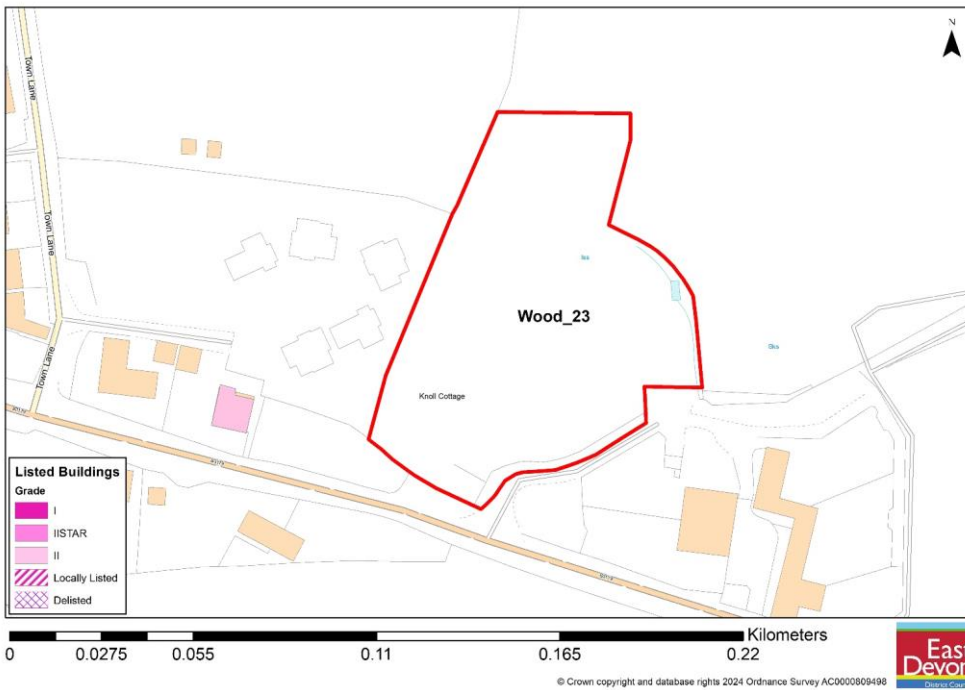 N
Town Lane
Town Lane
Town Lane
Wood_23
Knoll Cottage
Listed Buildings
Grade
I
IISTAR
II
Locally Listed
Delisted
Kilometers
0 0.0275 0.055 0.11 0.165 0.22
© Crown copyright and database rights 2024 Ordnance Survey AC0000809498
East
Devon
District Counc